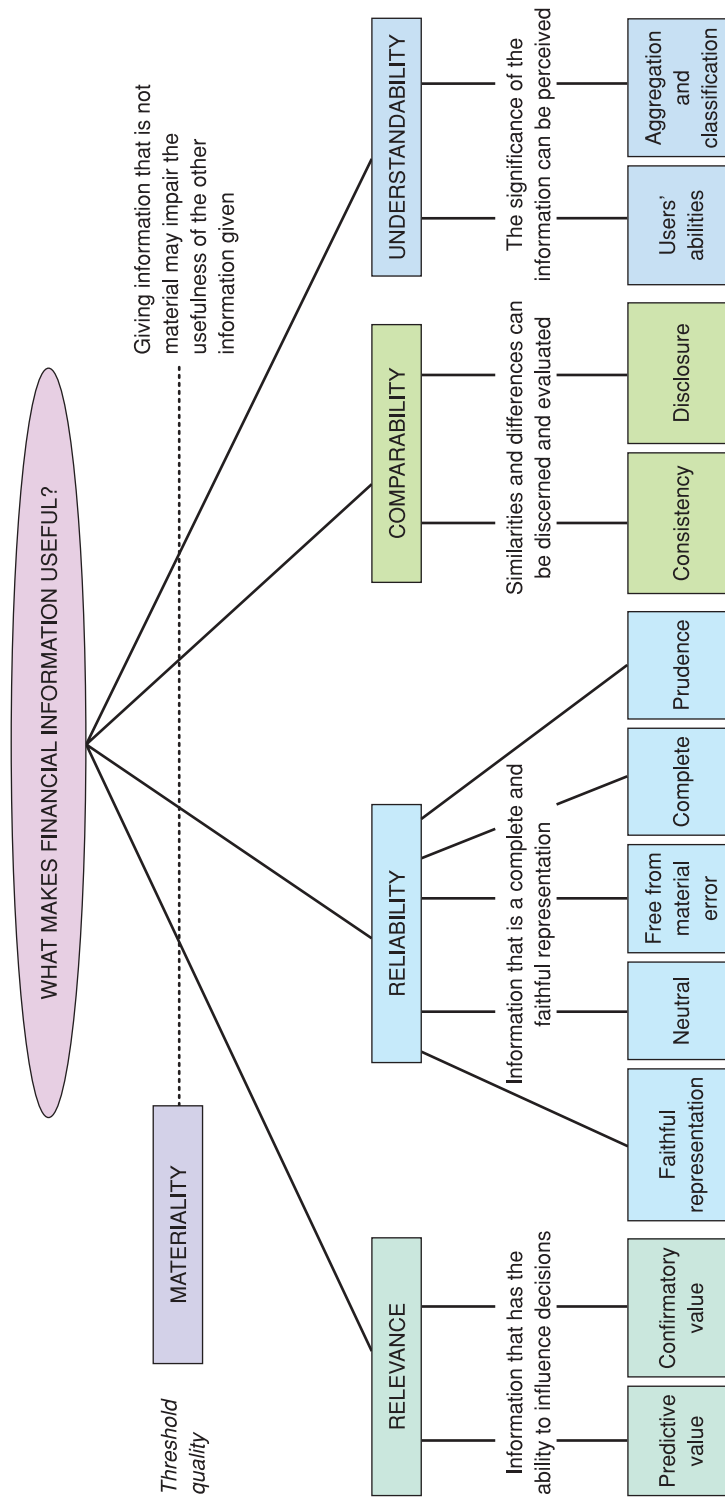 WHAT MAKES FINANCIAL INFORMATION USEFUL?
Threshold
quality
MATERIALITY
Giving information that is not
material may impair the
usefulness of the other
information given
RELEVANCE
RELIABILITY
COMPARABILITY
UNDERSTANDABILITY
Information that has the
ability to influence decisions
Information that is a complete and
faithful representation
Similarities and differences can
be discerned and evaluated
The significance of the
information can be perceived
Predictive value
Confirmatory
value
Faithful
representation
Neutral
Free from
material
error
Complete
Prudence
Consistency
Disclosure
Users'
abilities
Aggregation
and
classification